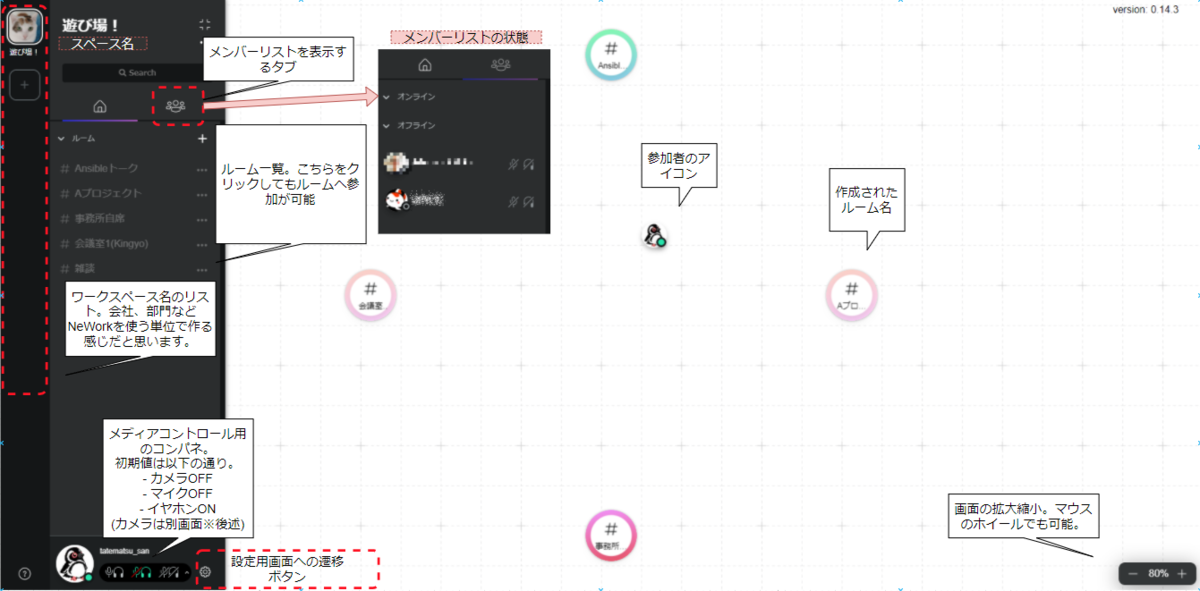 version: 0.14.3
遊び場！
遊び場！
スペース名
Search
メンバーリストを表示す
るタブ
メンバーリストの状態
オンライン
オフライン
ルーム
Ansibleトーク
Aプロジェクト
事務所自席
会議室1(Kingyo)
雑談
ルーム一覧。こちらをク
リックしてもルームへ参
加が可能
ワークスペース名のリス
ト。会社、部門など
NeWorkを使う単位で作る
感じだと思います。
メディアコントロール用
のコンパネ。
初期値は以下の通り。
- カメラOFF
- マイクOFF
- イヤホンON
(カメラは別画面※後述)
tatematsu_san
設定用画面への遷移
ボタン
#
Ansibl...
参加者のア
イコン
作成された
ルーム名
#
会議室...
#
Aプロ...
#
事務所...
画面の拡大縮小。マウス
のホイールでも可能。
80%